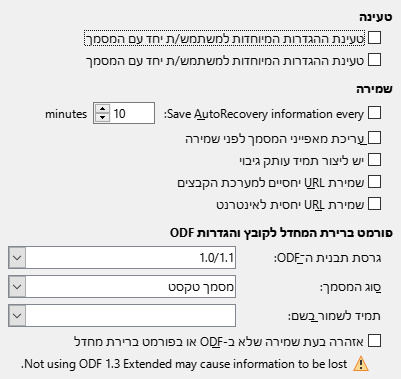 טעינה
טעינת ההגדרות המיוחדות למשתמש/ת יחד עם המסמך
טעינת ההגדרות המיוחדות למשתמש/ת יחד עם המסמך
שמירה
Save AutoRecovery information every: 10 minutes
עריכת מאפייני המסמך לפני שמירה
יש ליצור תמיד עותק גיבוי
שמירת URL יחסיים למערכת הקבצים
שמירת URL יחסית לאינטרנט
פורמט ברירת המחדל לקובץ והגדרות ODF
גרסת תבנית ה־ODF: 1.0/1.1
סוג המסמך: מסמך טקסט
תמיד לשמור בשם:
אזהרה בעת שמירה שלא ב-ODF או בפורמט ברירת מחדל
Not using ODF 1.3 Extended may cause information to be lost.